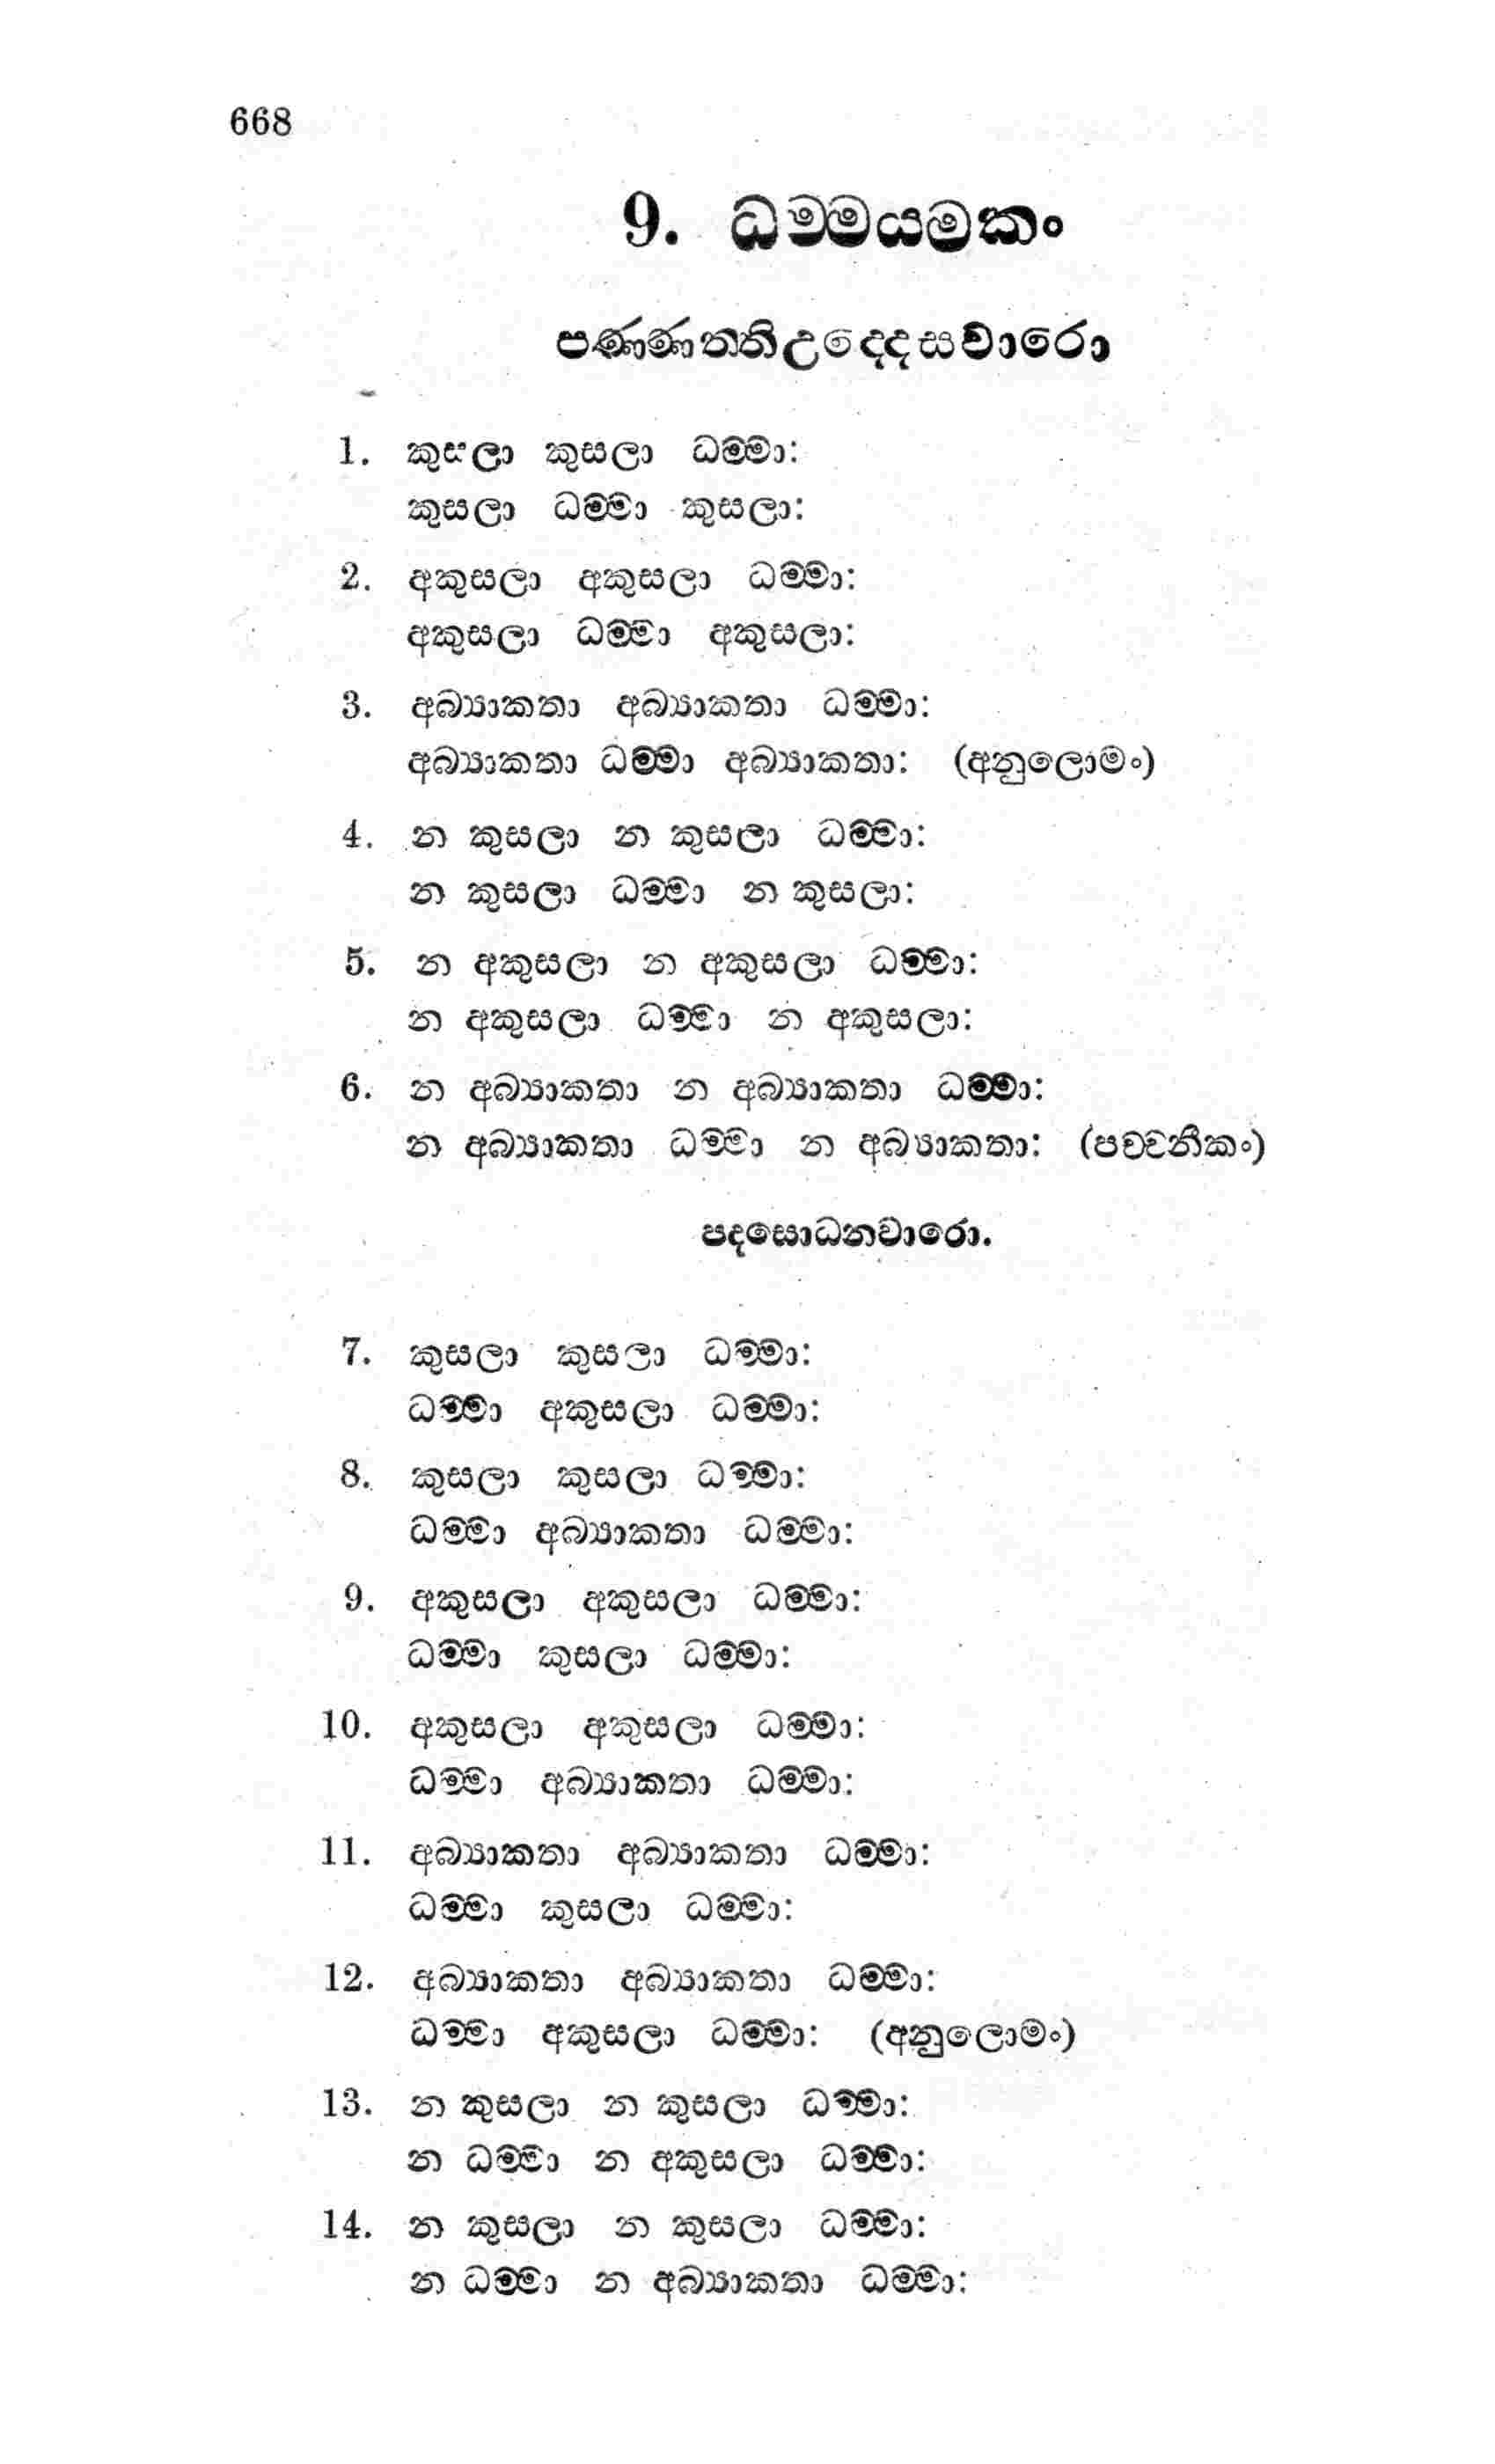 668
9. ධම්මයමකං
පණ්ණත්තිඋද්දෙසවාරො
1. කුසලා කුසලා ධම්මා:
කුසලා ධම්මා කුසලා:
2. අකුසලා අකුසලා ධම්මා:
අකුසලා ධම්මා අකුසලා:
3. අබ්‍යාකතා අබ්‍යාකතා ධම්මා:
අබ්‍යාකතා ධම්මා අබ්‍යාකතා: (අනුලොමං)
4. න කුසලා න කුසලා ධම්මා:
න කුසලා ධම්මා න කුසලා:
5. න අකුසලා න අකුසලා ධම්මා:
න අකුසලා ධම්මා න අකුසලා:
6. න අබ්‍යාකතා න අබ්‍යාකතා ධම්මා:
න අබ්‍යාකතා ධම්මා න අබ්‍යාකතා: (පච්චනීකං)
පදසොධනවාරො.
7. කුසලා කුසලා ධම්මා:
ධම්මා අකුසලා ධම්මා:
8. කුසලා කුසලා ධම්මා:
ධම්මා අබ්‍යාකතා ධම්මා:
9. අකුසලා අකුසලා ධම්මා:
ධම්මා කුසලා ධම්මා:
10. අකුසලා අකුසලා ධම්මා:
ධම්මා අබ්‍යාකතා ධම්මා:
11. අබ්‍යාකතා අබ්‍යාකතා ධම්මා:
ධම්මා කුසලා ධම්මා:
12. අබ්‍යාකතා අබ්‍යාකතා ධම්මා:
ධම්මා අකුසලා ධම්මා: (අනුලොමං)
13. න කුසලා න කුසලා ධම්මා:
න ධම්මා න අකුසලා ධම්මා:
14. න කුසලා න කුසලා ධම්මා:
න ධම්මා න අබ්‍යාකතා ධම්මා: